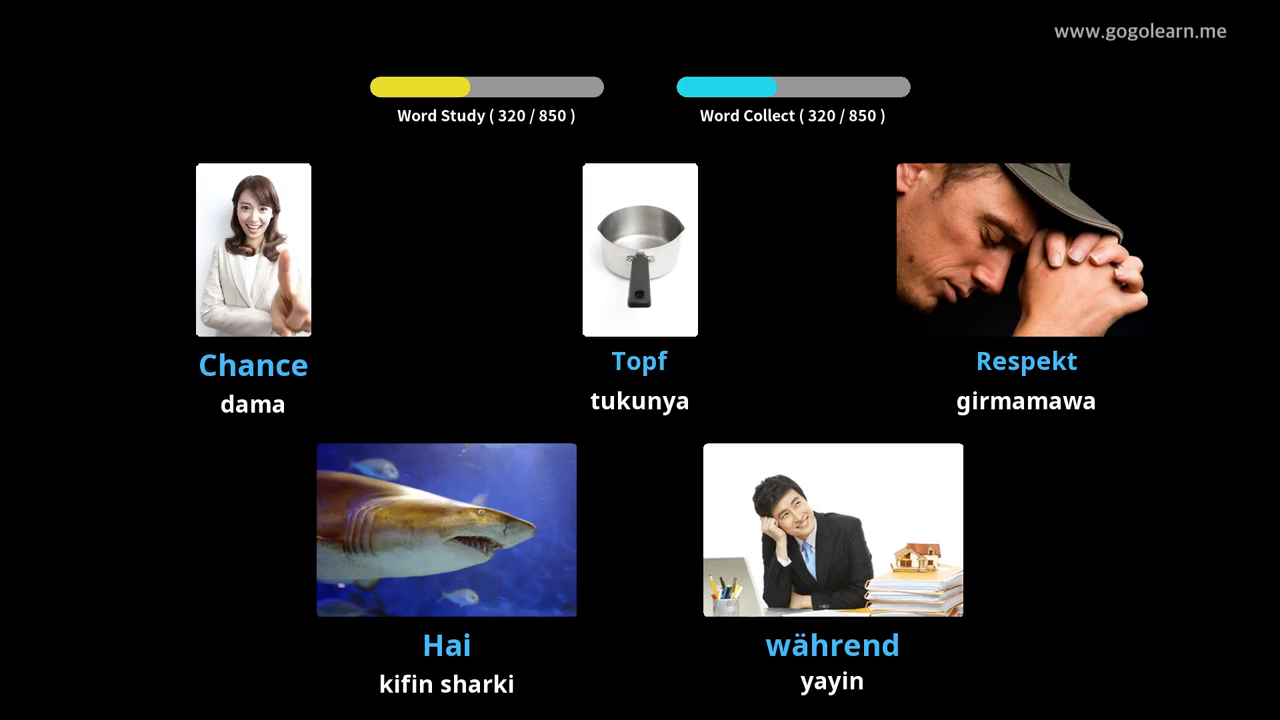 www.gogolearn.me
Word Study ( 320 / 850 )
Word Collect ( 320 / 850 )
Chance
dama
Topf
tukunya
Respekt
girmamawa
Hai
kifin sharki
während
yayin